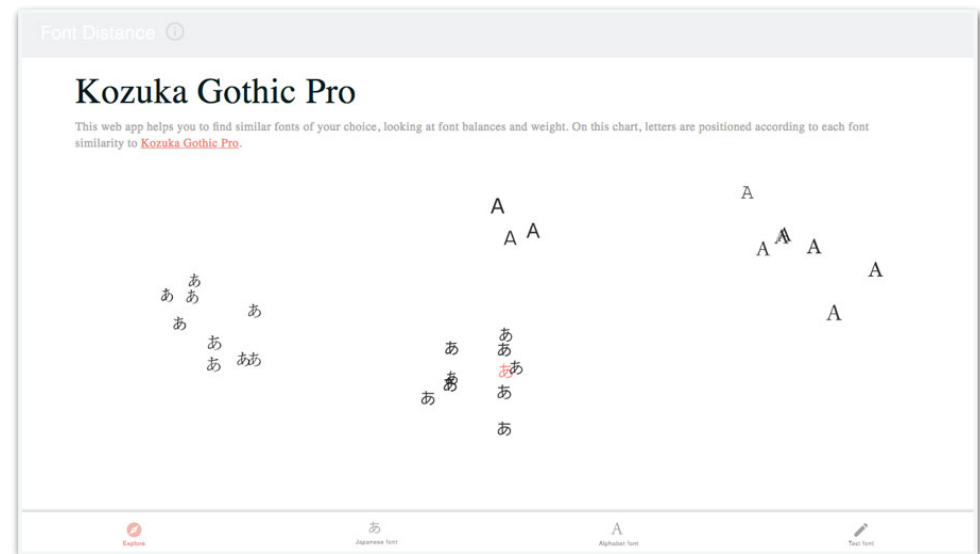 Font Distance
Kozuka Gothic Pro
This web app helps you to find similar fonts of your choice, looking at font balances and weight. On this chart, letters are positioned according to each font
similarity to Kozuka Gothic Pro.
A
A
A A
A A A A
A
あ
あ あ
あ
あ
A
あ
あ
あ あ
あ
ああ
あ
ああ
あ
あ
あ
あ
あ
あ
Explore
あ
Japanese font
A
Alphabet font
Test font